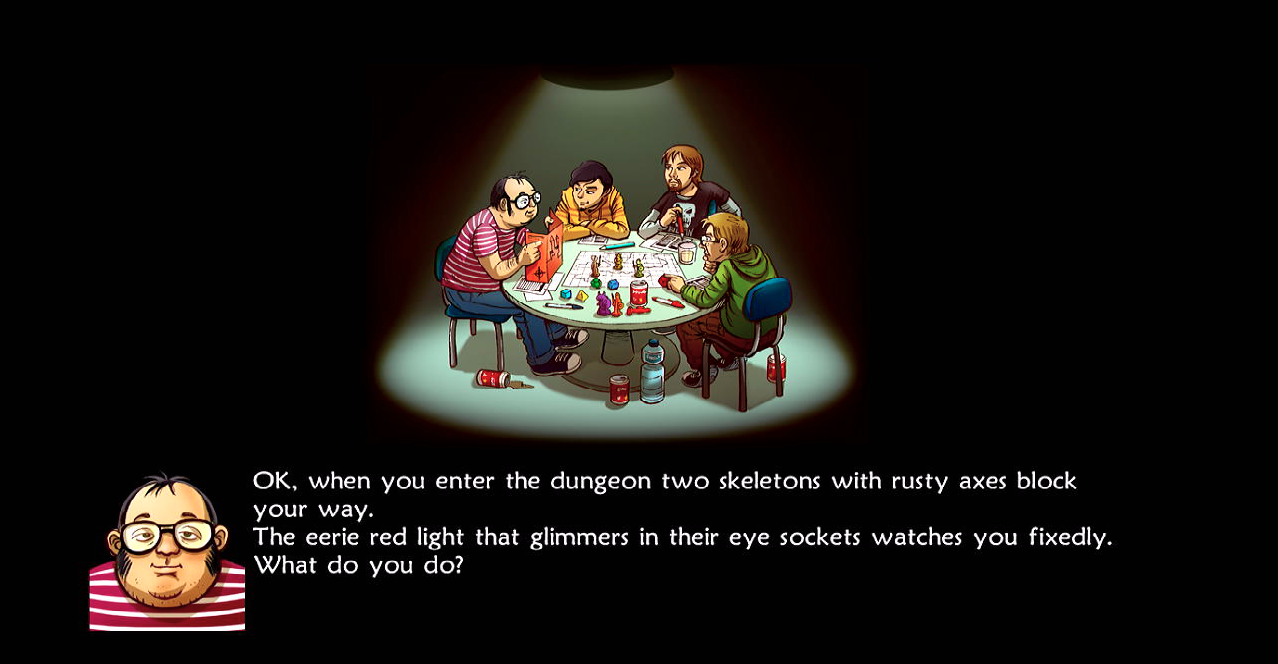 OK, when you enter the dungeon two skeletons with rusty axes block
your way.
The eerie red light that glimmers in their eye sockets watches you fixedly.
What do you do?